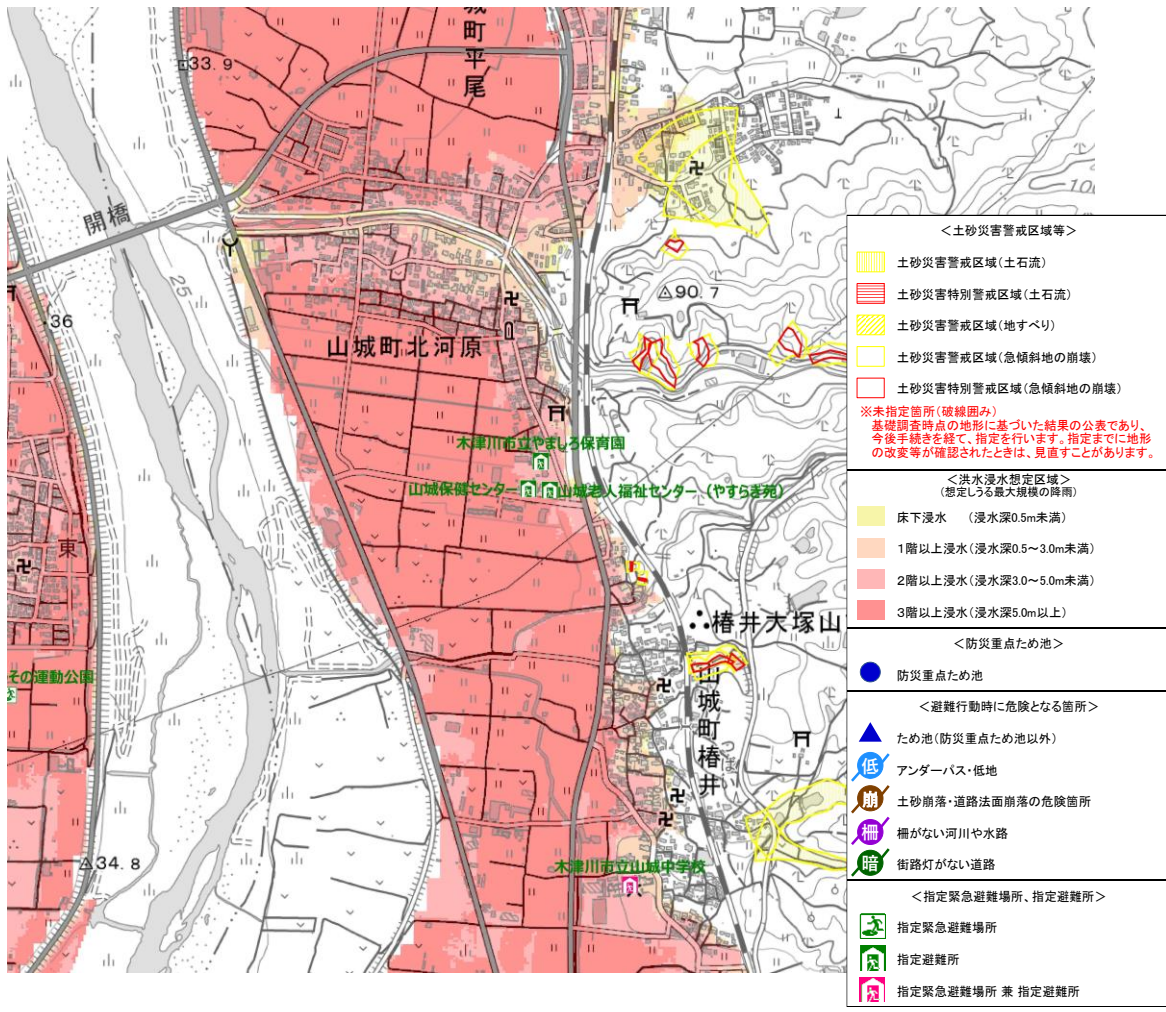 城町平尾
33.9
開橋
25
36
90.7
100
山城町北河原
木津川市立やましろ保育園
山城保健センター
山城老人福祉センター（やすらぎ苑）
東
椿井大塚山
その運動公園
山城町椿井
つばい
木津川市立山城中学校
34.8
＜土砂災害警戒区域等＞
土砂災害警戒区域（土石流）
土砂災害特別警戒区域（土石流）
土砂災害警戒区域（地すべり）
土砂災害警戒区域（急傾斜地の崩壊）
土砂災害特別警戒区域（急傾斜地の崩壊）
※未指定箇所（破線囲み）
基礎調査時点の地形に基づいた結果の公表であり、
今後手続きを経て、指定を行います。指定までに地形
の改変等が確認されたときは、見直すことがあります。
＜洪水浸水想定区域＞
（想定しうる最大規模の降雨）
床下浸水　（浸水深0.5m未満）
１階以上浸水（浸水深0.5～3.0m未満）
２階以上浸水（浸水深3.0～5.0m未満）
３階以上浸水（浸水深5.0m以上）
＜防災重点ため池＞
防災重点ため池
＜避難行動時に危険となる箇所＞
ため池（防災重点ため池以外）
低 アンダーパス・低地
崩 土砂崩落・道路法面崩落の危険箇所
柵 柵がない河川や水路
暗 街路灯がない道路
＜指定緊急避難場所、指定避難所＞
指定緊急避難場所
指定避難所
指定緊急避難場所 兼 指定避難所